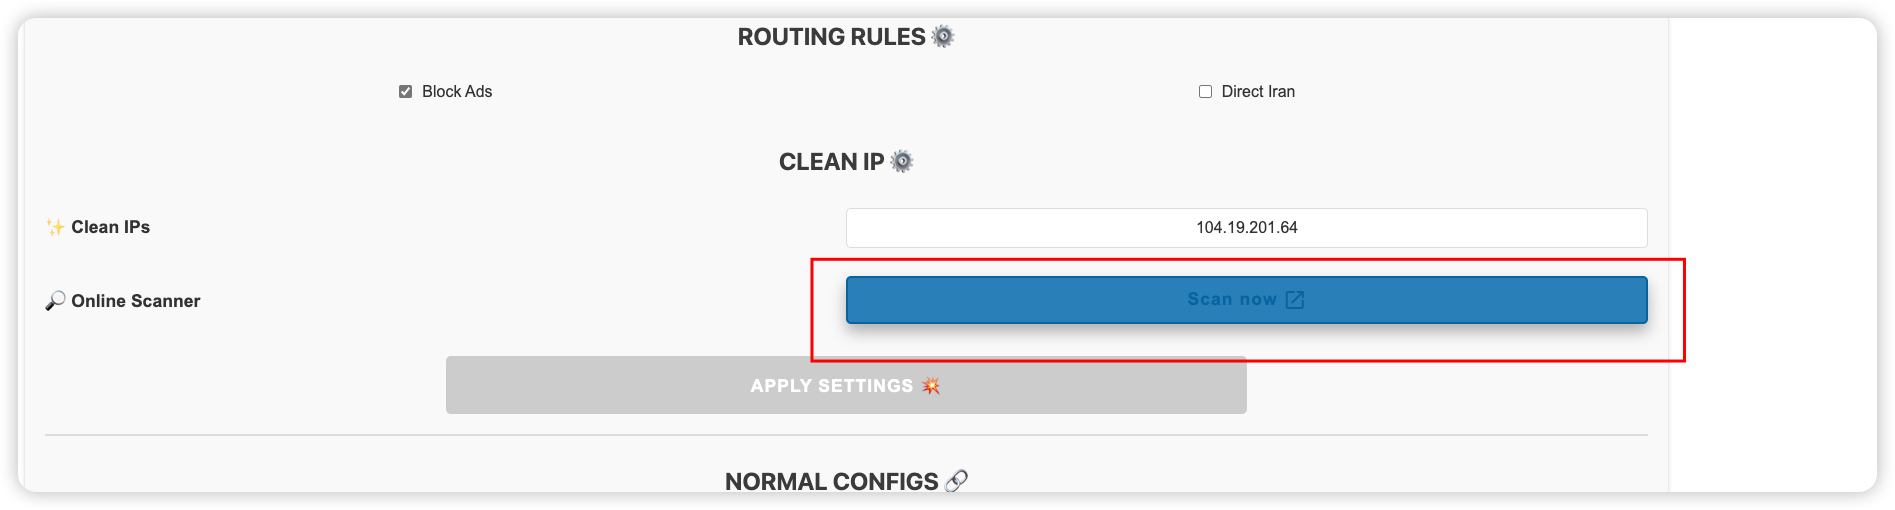 ROUTING RULES ⚙️
Block Ads
Direct Iran
CLEAN IP ⚙️
✨ Clean IPs
104.19.201.64
🔎 Online Scanner
Scan now
APPLY SETTINGS 💥
NORMAL CONFIGS 🔗